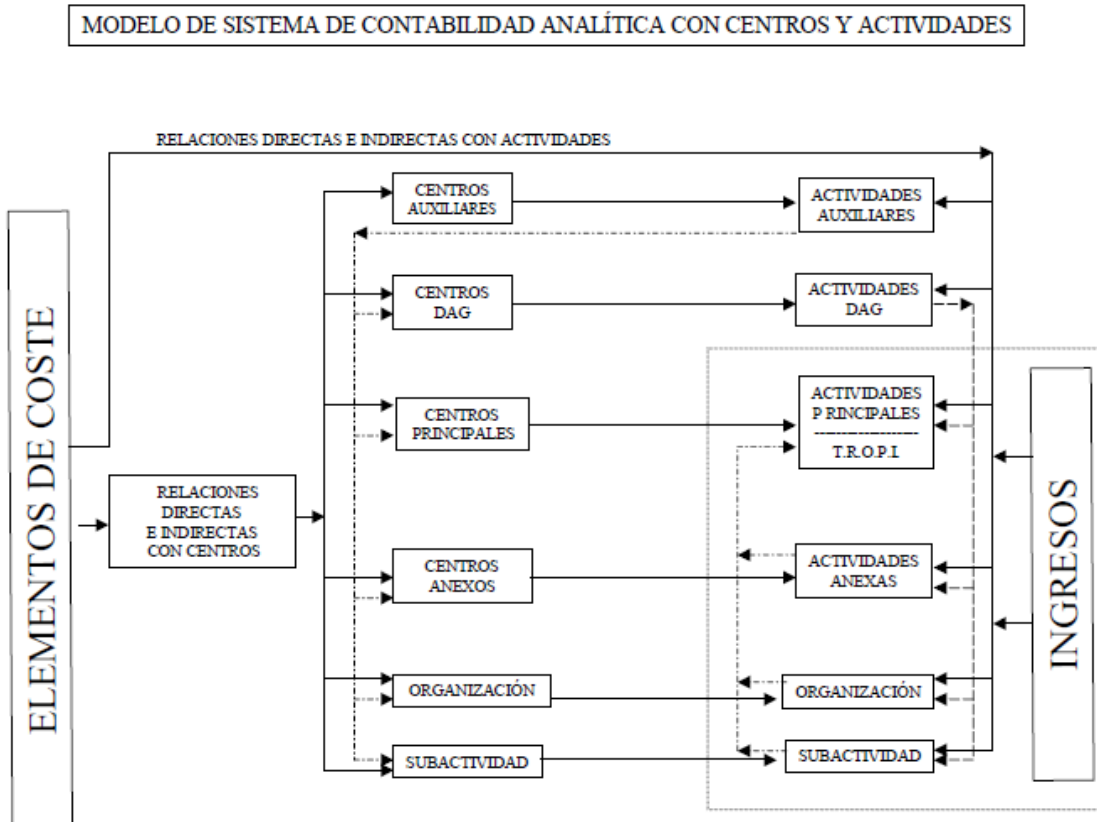 MODELO DE SISTEMA DE CONTABILIDAD ANALÍTICA CON CENTROS Y ACTIVIDADES
RELACIONES DIRECTAS E INDIRECTAS CON ACTIVIDADES
ELEMENTOS DE COSTE
RELACIONES
DIRECTAS
E INDIRECTAS
CON CENTROS
CENTROS
AUXILIARES
ACTIVIDADES
AUXILIARES
CENTROS
DAG
ACTIVIDADES
DAG
CENTROS
PRINCIPALES
ACTIVIDADES
P RINCIPALES
--------------------
T.R.O.P.I.
CENTROS
ANEXOS
ACTIVIDADES
ANEXAS
ORGANIZACIÓN
ORGANIZACIÓN
SUBACTIVIDAD
SUBACTIVIDAD
INGRESOS